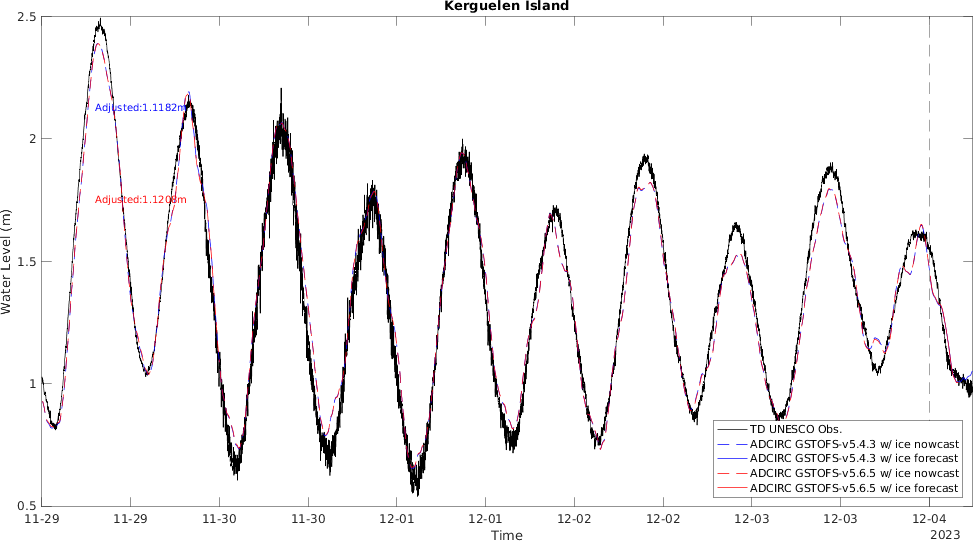 Kerguelen Island
2.5
Adjusted:1.1182m
2
Adjusted:1.1208m
1.5
1
0.5
Water Level (m)
TD UNESCO Obs.
ADCIRC GSTOFS-v5.4.3 w/ ice nowcast
ADCIRC GSTOFS-v5.4.3 w/ ice forecast
ADCIRC GSTOFS-v5.6.5 w/ ice nowcast
ADCIRC GSTOFS-v5.6.5 w/ ice forecast
11-29 11-29 11-30 11-30 12-01 12-01 12-02 12-02 12-03 12-03 12-04
Time
2023